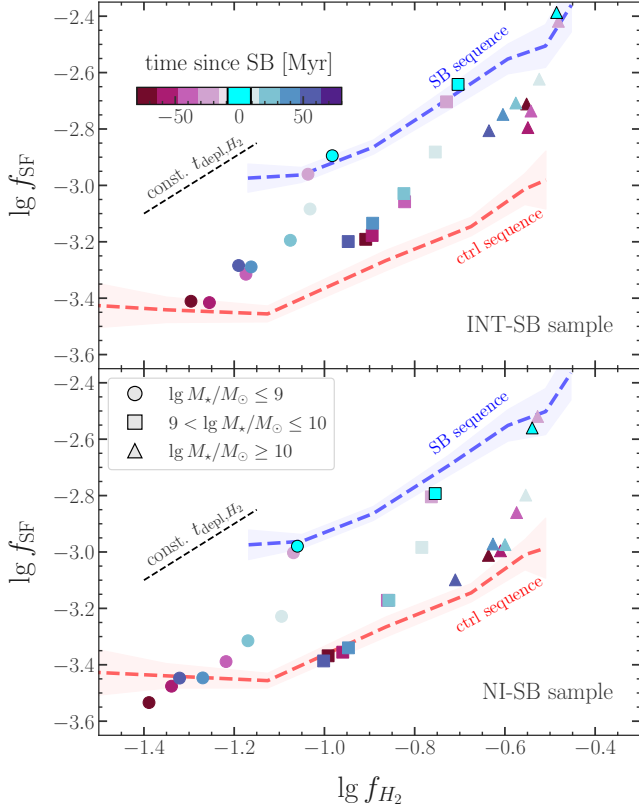 −2.4
−2.6
−2.8
−3.0
−3.2
−3.4
−3.6
lg f_SF
time since SB [Myr]
−50 0 50
SB sequence
const. t_depl,H₂
ctrl sequence
INT-SB sample
−2.4
−2.6
−2.8
−3.0
−3.2
−3.4
−3.6
lg f_SF
lg M⋆/M⊙ ≤ 9
9 < lg M⋆/M⊙ ≤ 10
lg M⋆/M⊙ ≥ 10
SB sequence
const. t_depl,H₂
ctrl sequence
NI-SB sample
−1.4 −1.2 −1.0 −0.8 −0.6 −0.4
lg f_H₂